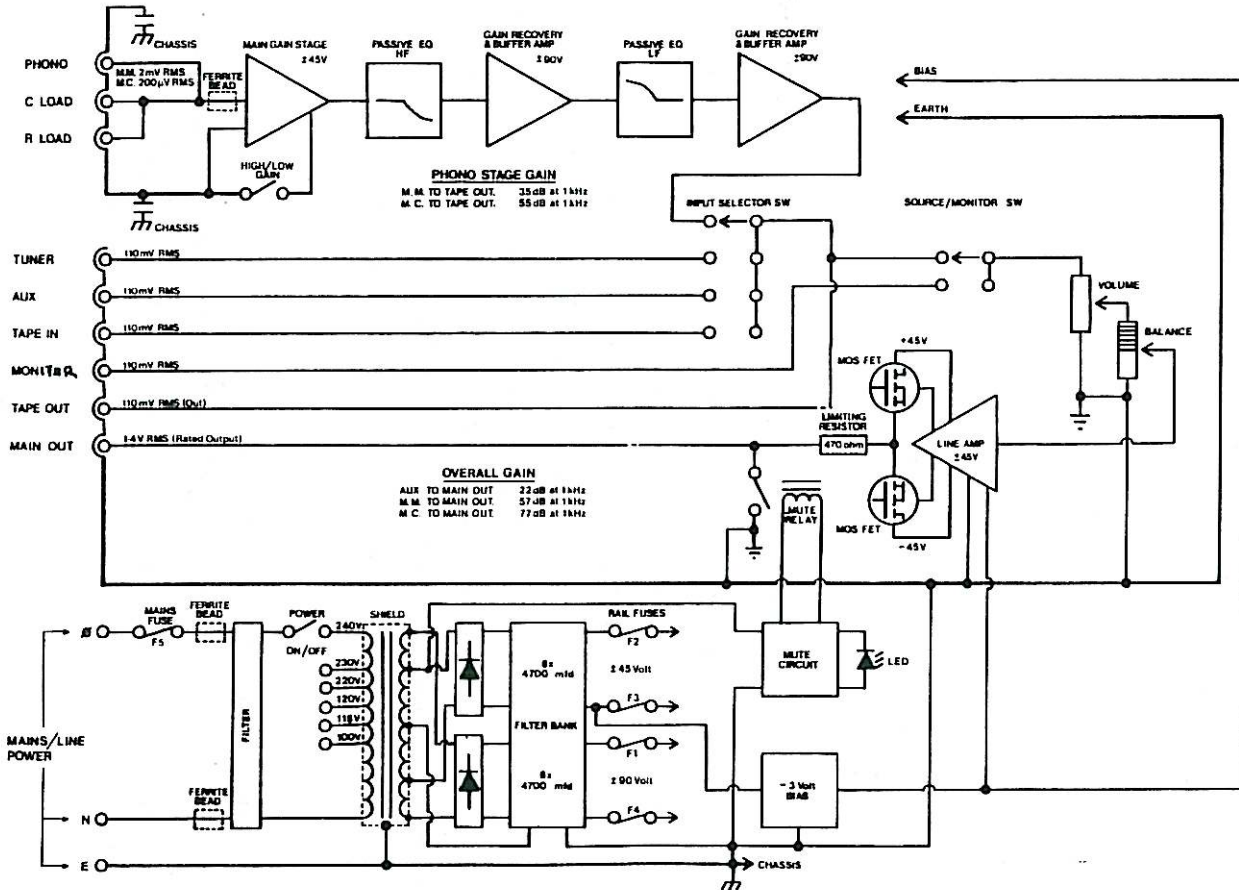 CHASSIS
MAIN GAIN STAGE
±45V
PASSIVE EQ
HF
GAIN RECOVERY
& BUFFER AMP
±90V
PASSIVE EQ
LF
GAIN RECOVERY
& BUFFER AMP
±90V
PHONO
M.M. 2mV RMS
M.C. 200μV RMS
FERRITE
BEAD
C LOAD
R LOAD
BIAS
EARTH
HIGH/LOW
GAIN
CHASSIS
PHONO STAGE GAIN
M.M. TO TAPE OUT. 35dB at 1kHz
M.C. TO TAPE OUT. 55dB at 1kHz
INPUT SELECTOR SW
SOURCE/MONITOR SW
TUNER
110mV RMS
AUX
110mV RMS
TAPE IN
110mV RMS
MONITOR
110mV RMS
TAPE OUT
110mV RMS (Out)
MAIN OUT
1·4V RMS (Rated Output)
VOLUME
BALANCE
+45V
MOS FET
LIMITING
RESISTOR
470 ohm
LINE AMP
±45V
MOS FET
−45V
OVERALL GAIN
AUX TO MAIN OUT 22dB at 1kHz
M.M. TO MAIN OUT. 57dB at 1kHz
M.C. TO MAIN OUT. 77dB at 1kHz
MUTE
RELAY
MAINS
FUSE
F5
FERRITE
BEAD
POWER
ON/OFF
SHIELD
240V
230V
220V
120V
115V
100V
Ø
N
E
MAINS/LINE
POWER
FILTER
FERRITE
BEAD
8x
4700 mfd
FILTER BANK
8x
4700 mfd
RAIL FUSES
F2
±45 Volt
F3
F1
±90 Volt
F4
MUTE
CIRCUIT
LED
−3 Volt
BIAS
CHASSIS